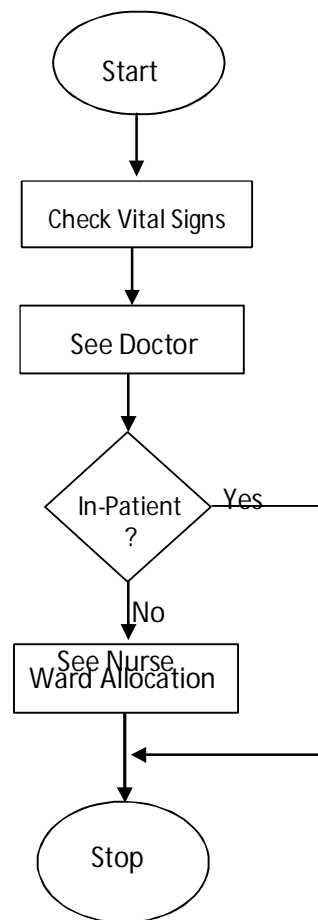 Start
Check Vital Signs
See Doctor
In-Patient
?
Yes
No
See Nurse
Ward Allocation
Stop